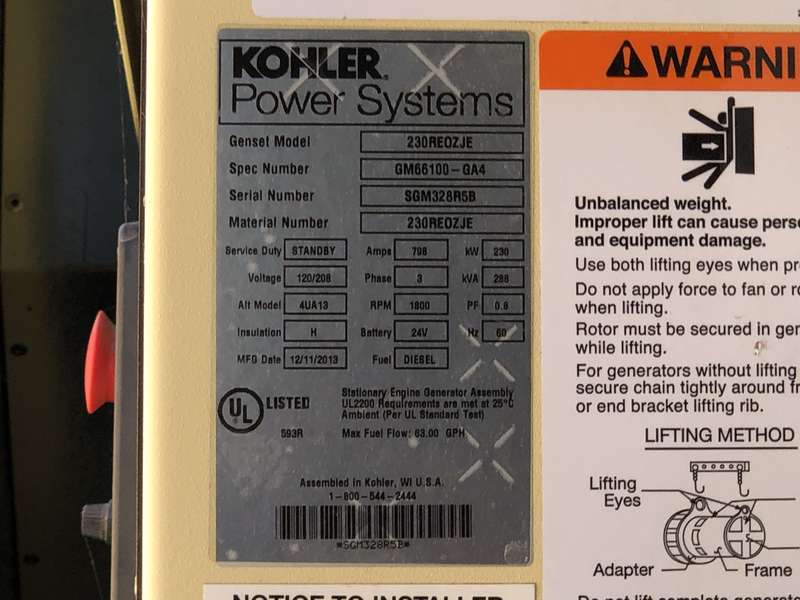 KOHLER®
Power Systems
Genset Model 230REOZJE
Spec Number GM66100-GA4
Serial Number SGM328R5B
Material Number 230REOZJE
Service Duty STANDBY Amps 798 kW 230
Voltage 120/208 Phase 3 kVA 288
Alt Model 4UA13 RPM 1800 PF 0.8
Insulation H Battery 24V Hz 60
MFG Date 12/11/2013 Fuel DIESEL
UL LISTED
593R
Stationary Engine Generator Assembly
UL2200 Requirements are met at 25°C
Ambient (Per UL Standard Test)
Max Fuel Flow: 63.00 GPH
Assembled in Kohler, WI U.S.A.
1-800-544-2444
*SGM328R5B*
WARNI
Unbalanced weight.
Improper lift can cause perso
and equipment damage.
Use both lifting eyes when pr
Do not apply force to fan or ro
when lifting.
Rotor must be secured in gen
while lifting.
For generators without lifting
secure chain tightly around fr
or end bracket lifting rib.
LIFTING METHOD
Lifting
Eyes
Adapter
Frame
NOTICE TO INSTALLER
Do not lift complete generato